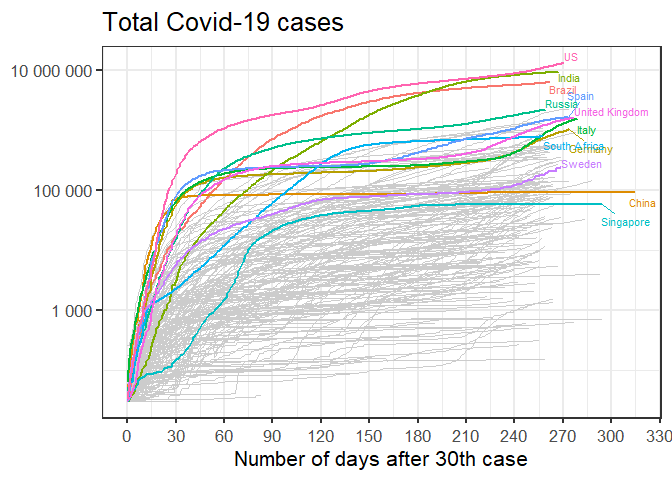 Total Covid-19 cases
10 000 000
100 000
1 000
US
India
Brazil
Spain
Russia
United Kingdom
Italy
South Africa
Germany
Sweden
China
Singapore
0 30 60 90 120 150 180 210 240 270 300 330
Number of days after 30th case